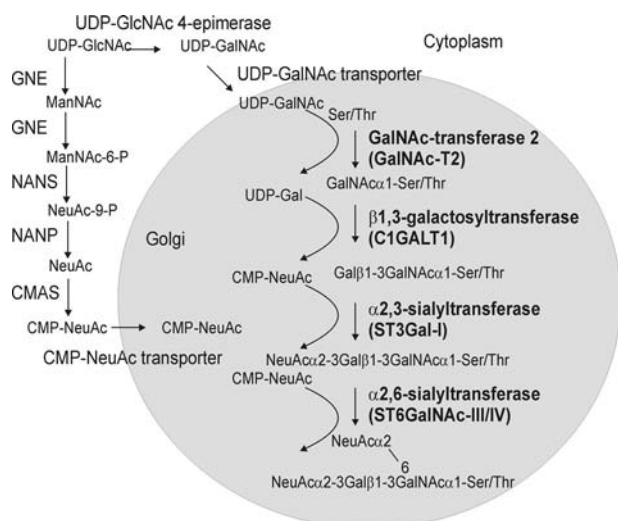 UDP-GlcNAc 4-epimerase
UDP-GlcNAc
UDP-GalNAc
Cytoplasm
GNE
UDP-GalNAc transporter
ManNAc
UDP-GalNAc
Ser/Thr
GNE
GalNAc-transferase 2
(GalNAc-T2)
ManNAc-6-P
GalNAcα1-Ser/Thr
NANS
UDP-Gal
NeuAc-9-P
β1,3-galactosyltferase
(C1GALT1)
NANP
Golgi
NeuAc
CMP-NeuAc
Galβ1-3GalNAcα1-Ser/Thr
CMAS
α2,3-sialyltransferase
(ST3Gal-I)
CMP-NeuAc
CMP-NeuAc
CMP-NeuAc transporter
NeuAcα2-3Galβ1-3GalNAcα1-Ser/Thr
CMP-NeuAc
α2,6-sialyltransferase
(ST6GalNAc-III/IV)
NeuAcα2
6
NeuAcα2-3Galβ1-3GalNAcα1-Ser/Thr